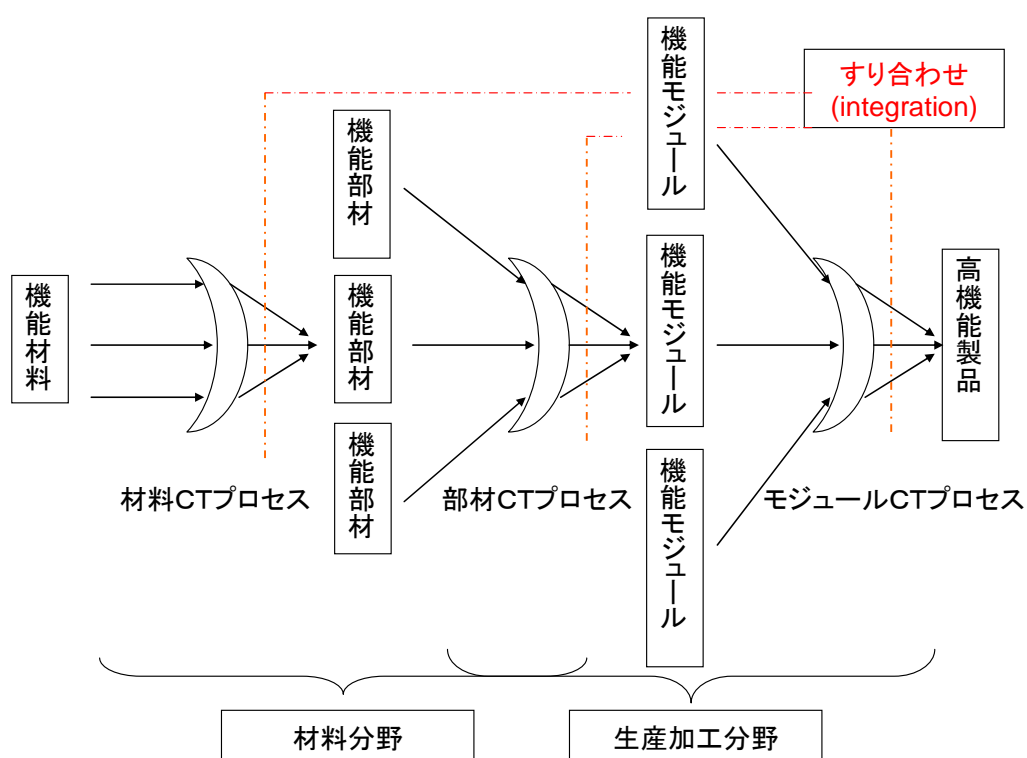 機能材料
機能部材
機能部材
機能部材
機能モジュール
機能モジュール
機能モジュール
すり合わせ
(integration)
高機能製品
材料CTプロセス
部材CTプロセス
モジュールCTプロセス
材料分野
生産加工分野